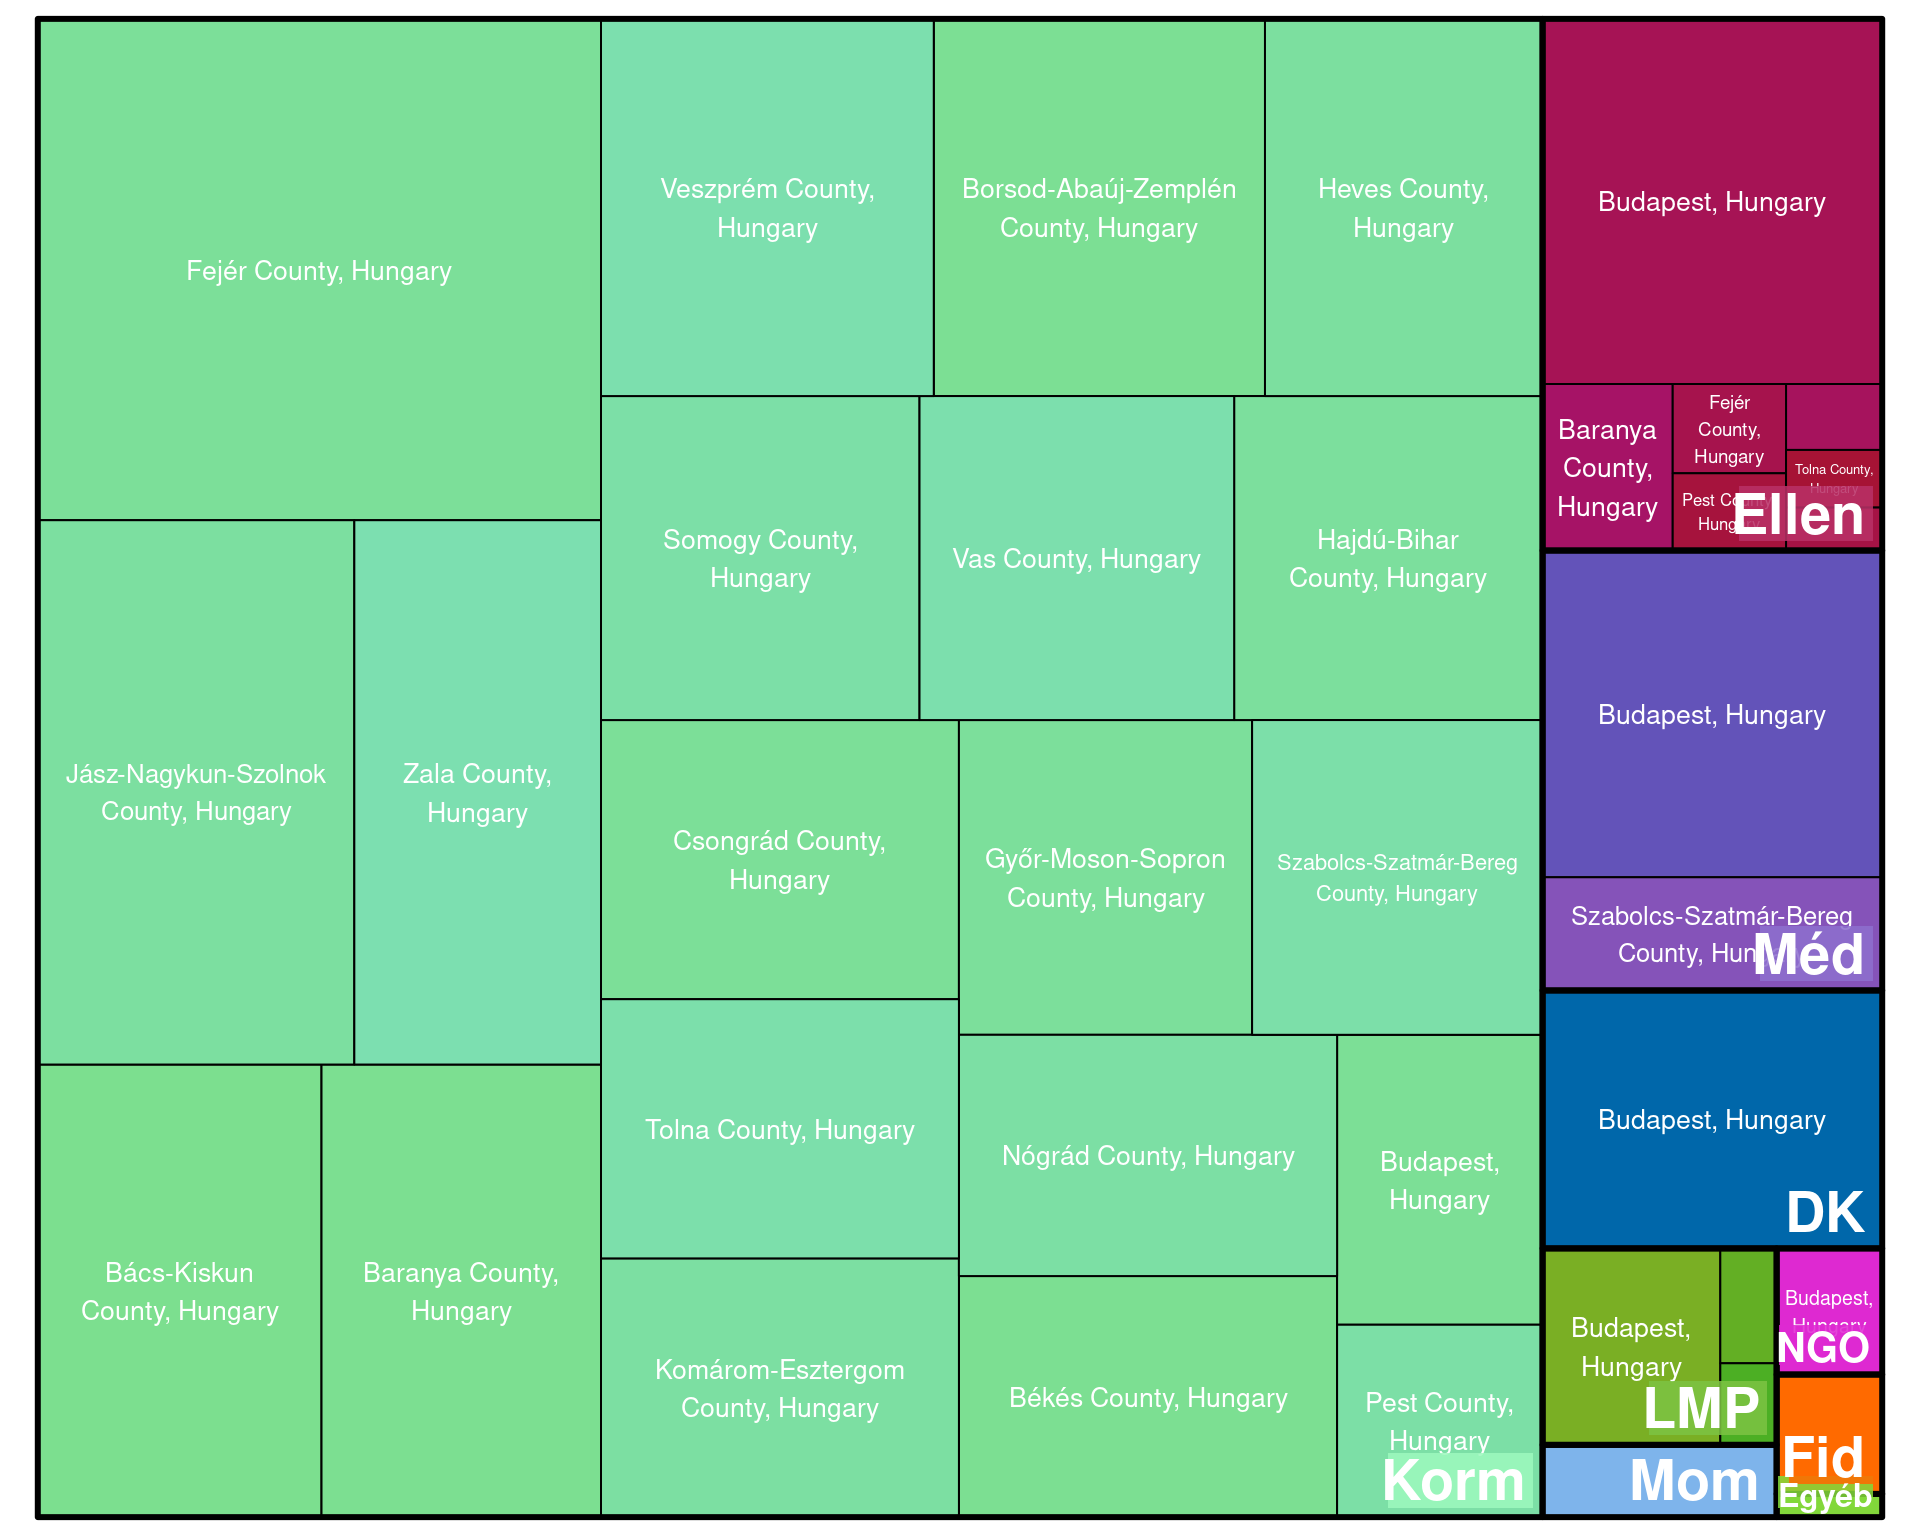 Fejér County, Hungary
Veszprém County,
Hungary
Borsod-Abaúj-Zemplén
County, Hungary
Heves County,
Hungary
Somogy County,
Hungary
Vas County, Hungary
Hajdú-Bihar
County, Hungary
Jász-Nagykun-Szolnok
County, Hungary
Zala County,
Hungary
Csongrád County,
Hungary
Győr-Moson-Sopron
County, Hungary
Szabolcs-Szatmár-Bereg
County, Hungary
Tolna County, Hungary
Nógrád County, Hungary
Budapest,
Hungary
Bács-Kiskun
County, Hungary
Baranya County,
Hungary
Komárom-Esztergom
County, Hungary
Békés County, Hungary
Pest County,
Hungary
Korm
Budapest, Hungary
Baranya
County,
Hungary
Fejér
County,
Hungary
Pest County,
Hungary
Tolna County,
Hungary
Ellen
Budapest, Hungary
Szabolcs-Szatmár-Bereg
County, Hungary
Méd
Budapest, Hungary
DK
Budapest,
Hungary
LMP
Budapest,
Hungary
NGO
Mom
Fid
Egyéb